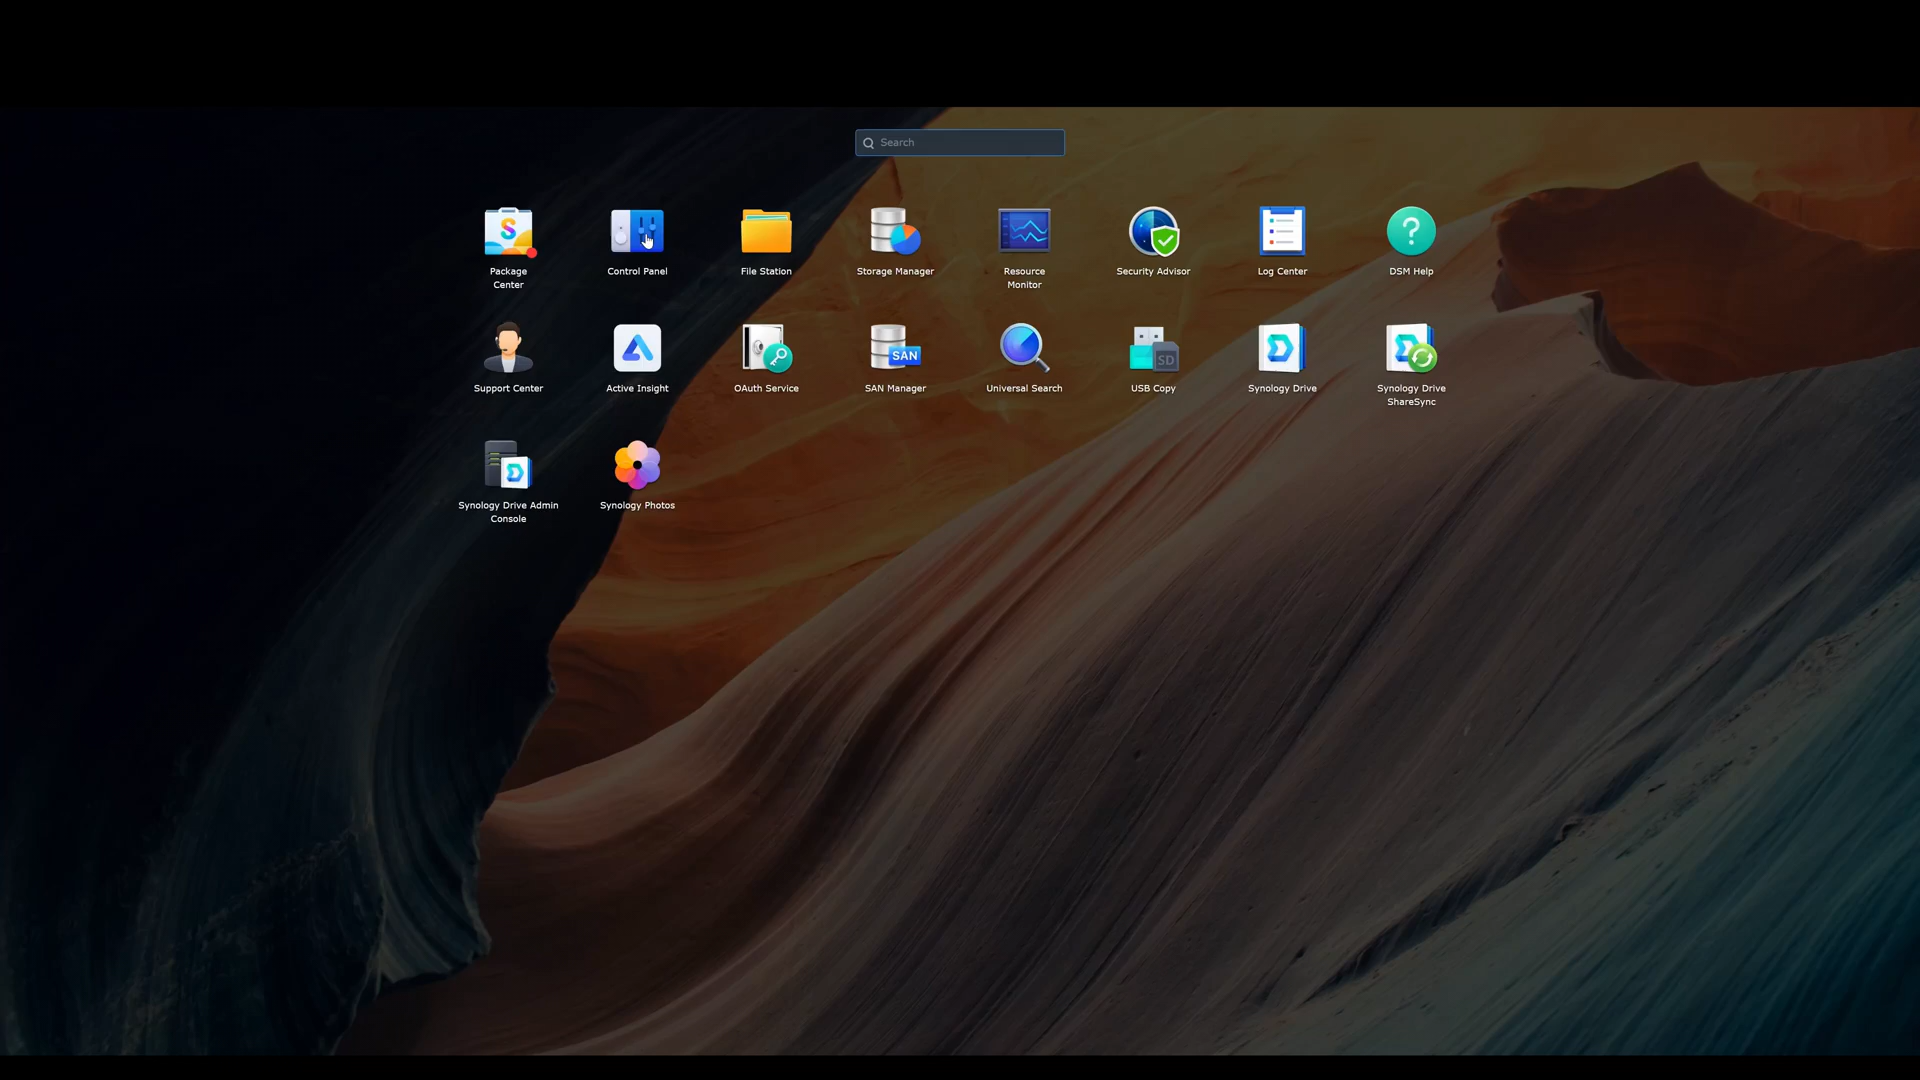 Search
Package
Center
Control Panel
File Station
Storage Manager
Resource
Monitor
Security Advisor
Log Center
DSM Help
Support Center
Active Insight
OAuth Service
SAN
SAN Manager
Universal Search
SD
USB Copy
Synology Drive
Synology Drive
ShareSync
Synology Drive Admin
Console
Synology Photos